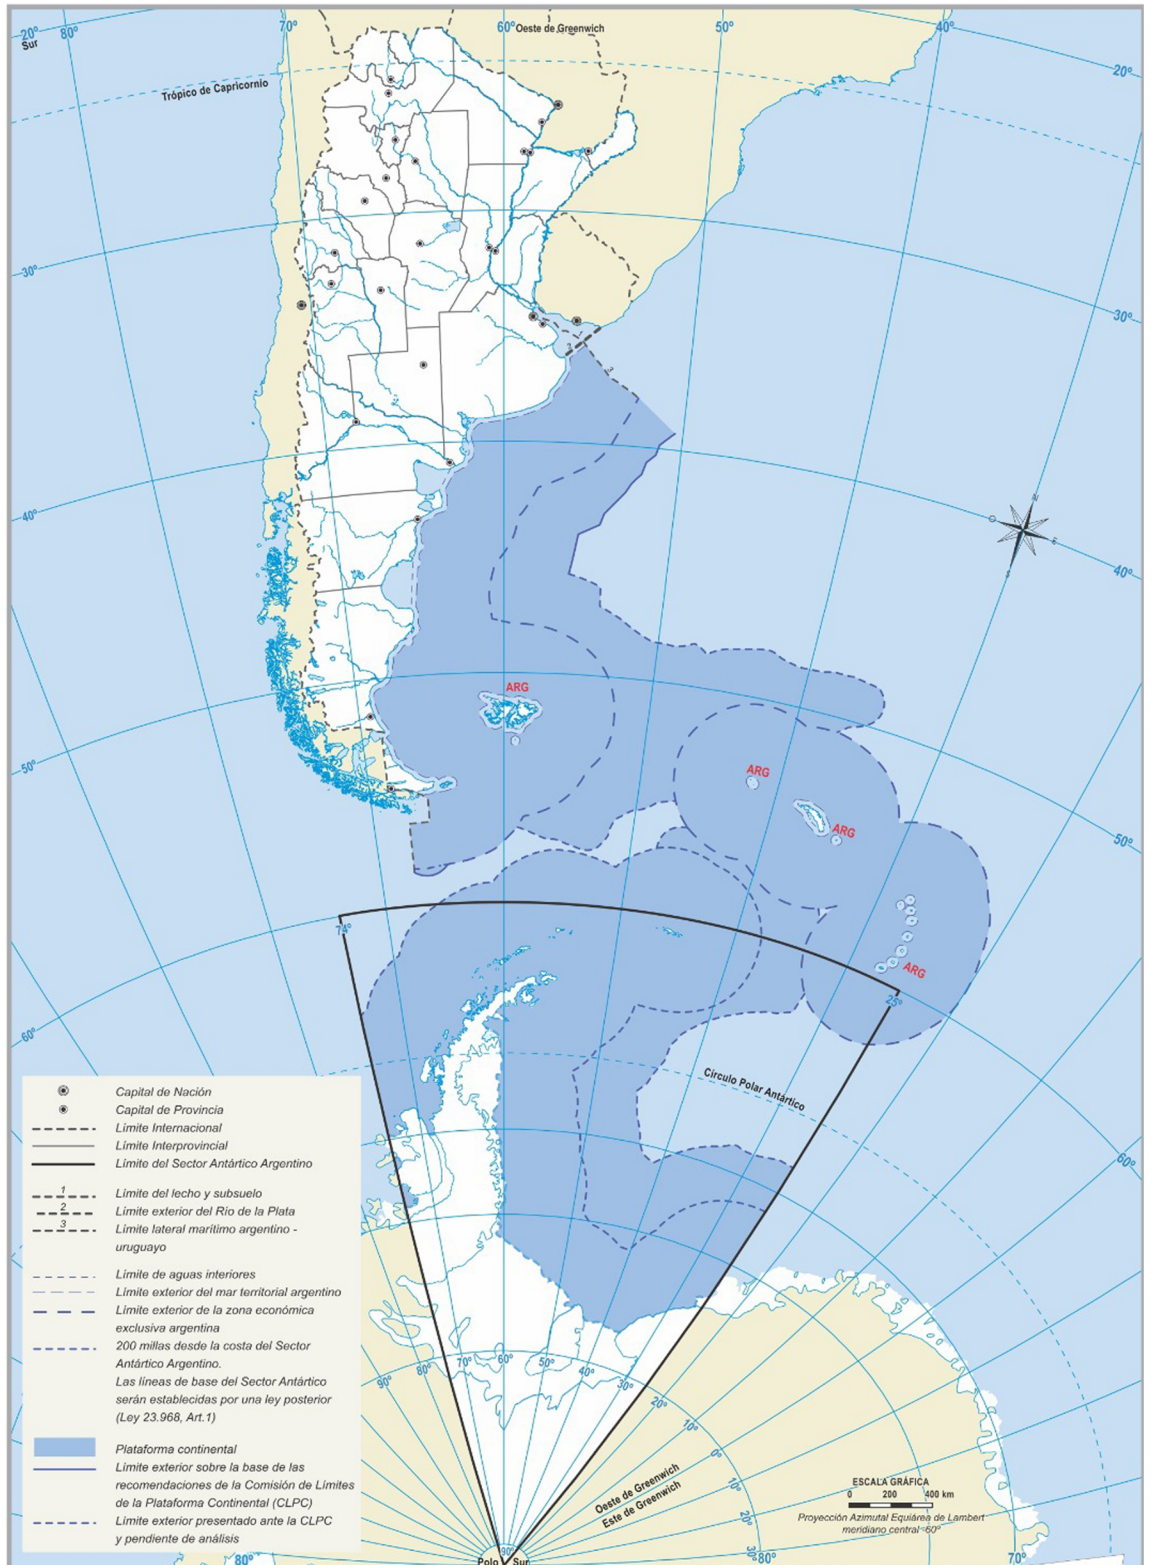 20°
Sur
80°
70°
60°
Oeste de Greenwich
50°
40°
20°
Trópico de Capricornio
30°
30°
2
3
40°
N
O
E
S
40°
ARG
50°
ARG
ARG
50°
ARG
74°
25°
60°
Círculo Polar Antártico
60°
Capital de Nación
Capital de Provincia
Límite Internacional
Límite Interprovincial
Límite del Sector Antártico Argentino
1
Límite del lecho y subsuelo
2
Límite exterior del Río de la Plata
3
Límite lateral marítimo argentino -
uruguayo
Límite de aguas interiores
Límite exterior del mar territorial argentino
Límite exterior de la zona económica
exclusiva argentina
200 millas desde la costa del Sector
Antártico Argentino.
Las líneas de base del Sector Antártico
serán establecidas por una ley posterior
(Ley 23.968, Art.1)
Plataforma continental
Límite exterior sobre la base de las
recomendaciones de la Comisión de Límites
de la Plataforma Continental (CLPC)
Límite exterior presentado ante la CLPC
y pendiente de análisis
90°
80°
70°
60°
50°
40°
30°
20°
10°
0°
10°
20°
Oeste de Greenwich
Este de Greenwich
ESCALA GRÁFICA
0 200 400 km
Proyección Azimutal Equiárea de Lambert
meridiano central -60°
80°
90°
Polo Sur
30°
80°
70°